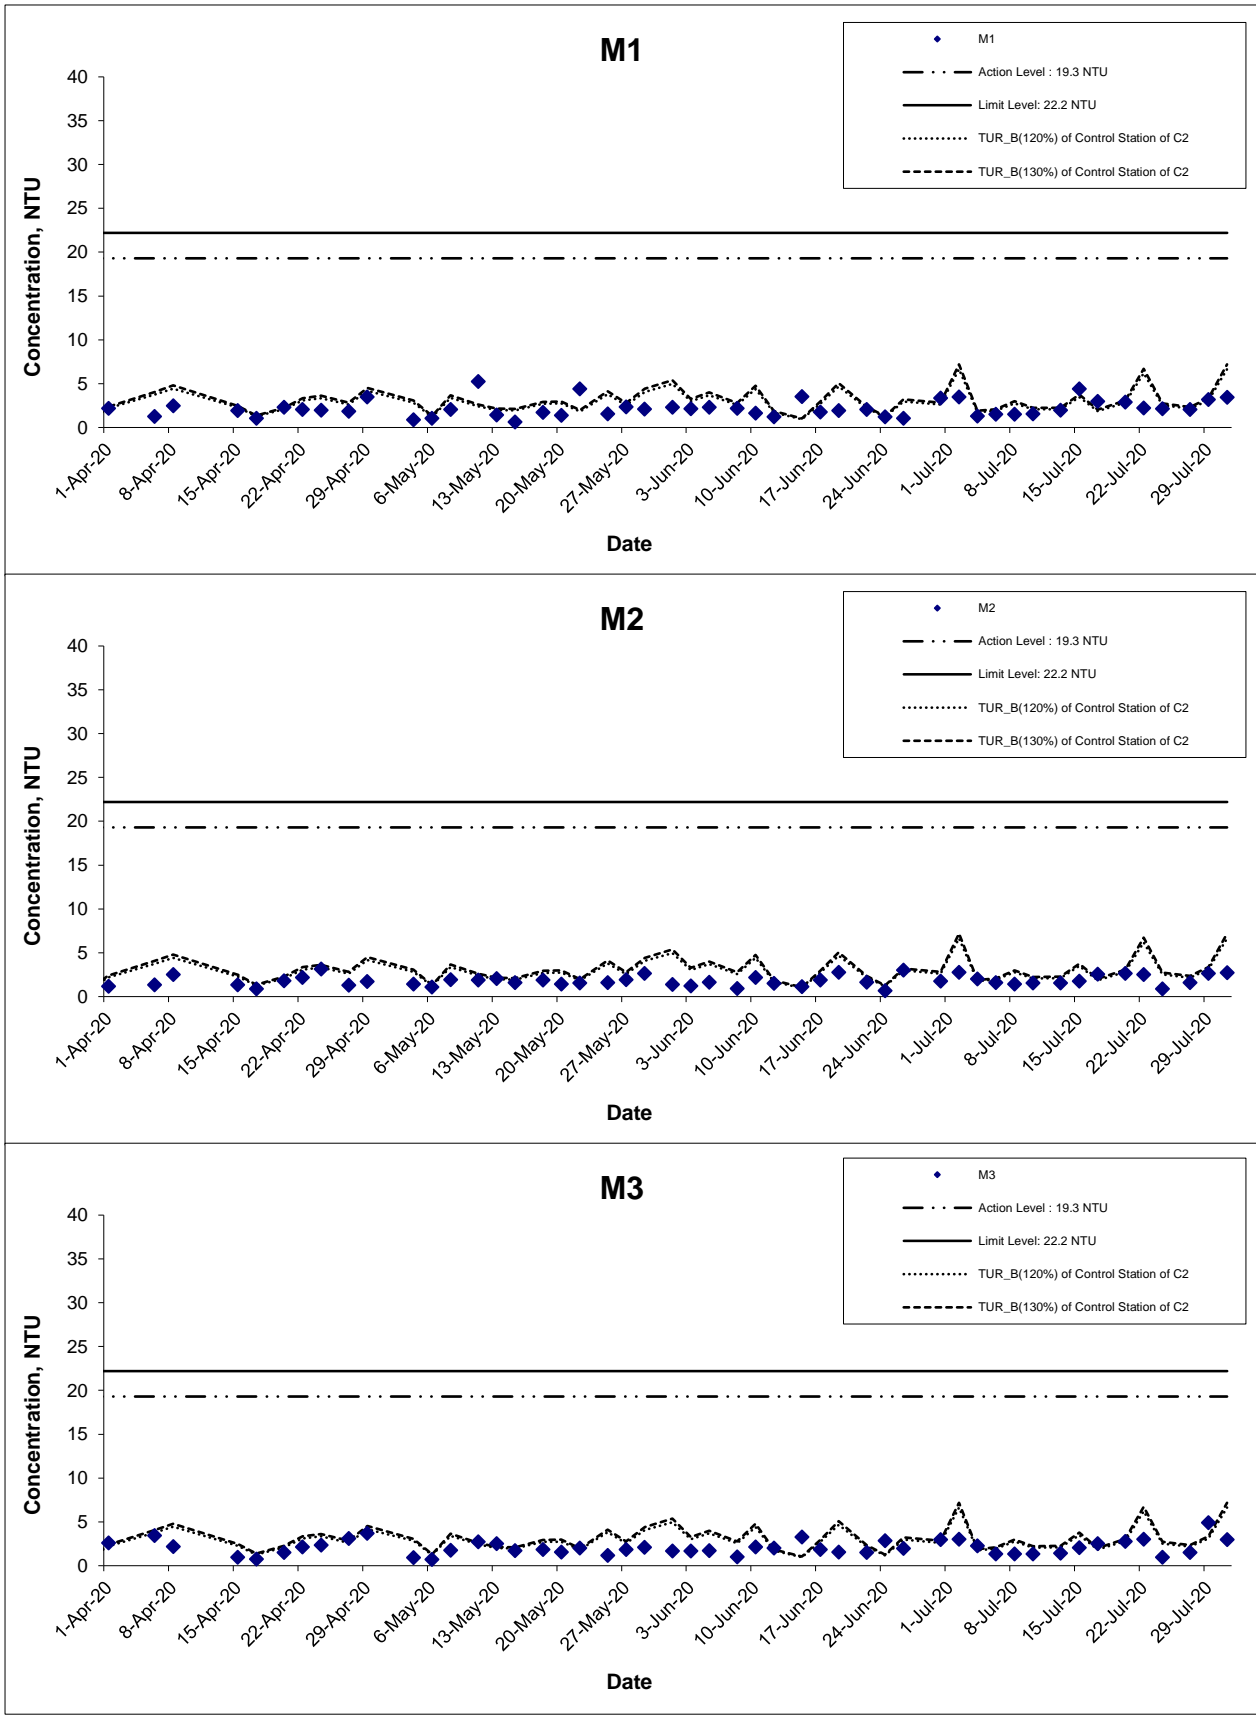 M1
M1
Action Level : 19.3 NTU
Limit Level: 22.2 NTU
TUR_B(120%) of Control Station of C2
TUR_B(130%) of Control Station of C2
Concentration, NTU
40
35
30
25
20
15
10
5
0
1-Apr-20
8-Apr-20
15-Apr-20
22-Apr-20
29-Apr-20
6-May-20
13-May-20
20-May-20
27-May-20
3-Jun-20
10-Jun-20
17-Jun-20
24-Jun-20
1-Jul-20
8-Jul-20
15-Jul-20
22-Jul-20
29-Jul-20
Date
M2
M2
Action Level : 19.3 NTU
Limit Level: 22.2 NTU
TUR_B(120%) of Control Station of C2
TUR_B(130%) of Control Station of C2
Concentration, NTU
40
35
30
25
20
15
10
5
0
1-Apr-20
8-Apr-20
15-Apr-20
22-Apr-20
29-Apr-20
6-May-20
13-May-20
20-May-20
27-May-20
3-Jun-20
10-Jun-20
17-Jun-20
24-Jun-20
1-Jul-20
8-Jul-20
15-Jul-20
22-Jul-20
29-Jul-20
Date
M3
M3
Action Level : 19.3 NTU
Limit Level: 22.2 NTU
TUR_B(120%) of Control Station of C2
TUR_B(130%) of Control Station of C2
Concentration, NTU
40
35
30
25
20
15
10
5
0
1-Apr-20
8-Apr-20
15-Apr-20
22-Apr-20
29-Apr-20
6-May-20
13-May-20
20-May-20
27-May-20
3-Jun-20
10-Jun-20
17-Jun-20
24-Jun-20
1-Jul-20
8-Jul-20
15-Jul-20
22-Jul-20
29-Jul-20
Date